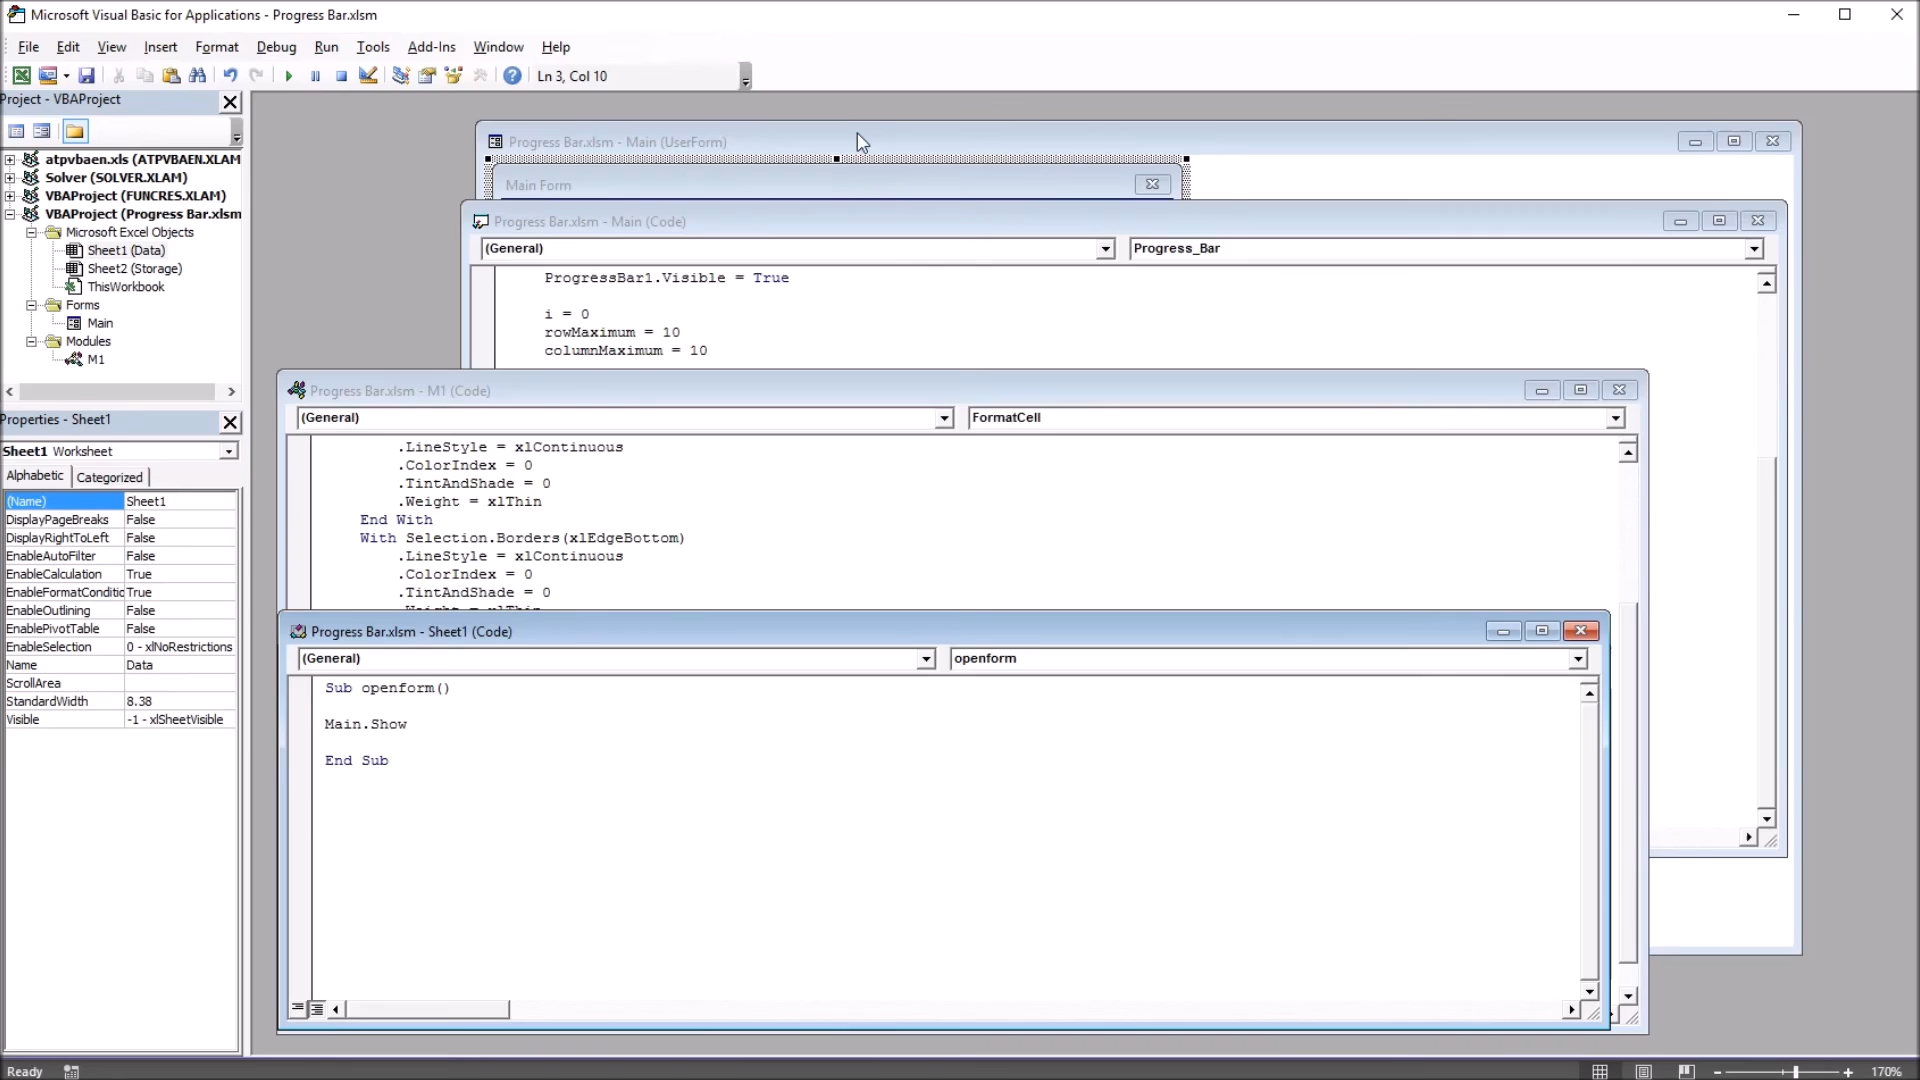 Microsoft Visual Basic for Applications - Progress Bar.xlsm
File Edit View Insert Format Debug Run Tools Add-Ins Window Help
Ln 3, Col 10
Project - VBAProject
atpvbaen.xls (ATPVBAEN.XLAM
Solver (SOLVER.XLAM)
VBAProject (FUNCRES.XLAM)
VBAProject (Progress Bar.xlsm
Microsoft Excel Objects
Sheet1 (Data)
Sheet2 (Storage)
ThisWorkbook
Forms
Main
Modules
M1
Properties - Sheet1
Sheet1 Worksheet
Alphabetic Categorized
(Name) Sheet1
DisplayPageBreaks False
DisplayRightToLeft False
EnableAutoFilter False
EnableCalculation True
EnableFormatConditic True
EnableOutlining False
EnablePivotTable False
EnableSelection 0 - xlNoRestrictions
Name Data
ScrollArea
StandardWidth 8.38
Visible -1 - xlSheetVisible
Progress Bar.xlsm - Main (UserForm)
Main Form
Progress Bar.xlsm - Main (Code)
(General) Progress_Bar
ProgressBar1.Visible = True
i = 0
rowMaximum = 10
columnMaximum = 10
Progress Bar.xlsm - M1 (Code)
(General) FormatCell
.LineStyle = xlContinuous
.ColorIndex = 0
.TintAndShade = 0
.Weight = xlThin
End With
With Selection.Borders(xlEdgeBottom)
.LineStyle = xlContinuous
.ColorIndex = 0
.TintAndShade = 0
.Weight = xlThin
Progress Bar.xlsm - Sheet1 (Code)
(General) openform
Sub openform()
Main.Show
End Sub
Ready
170%